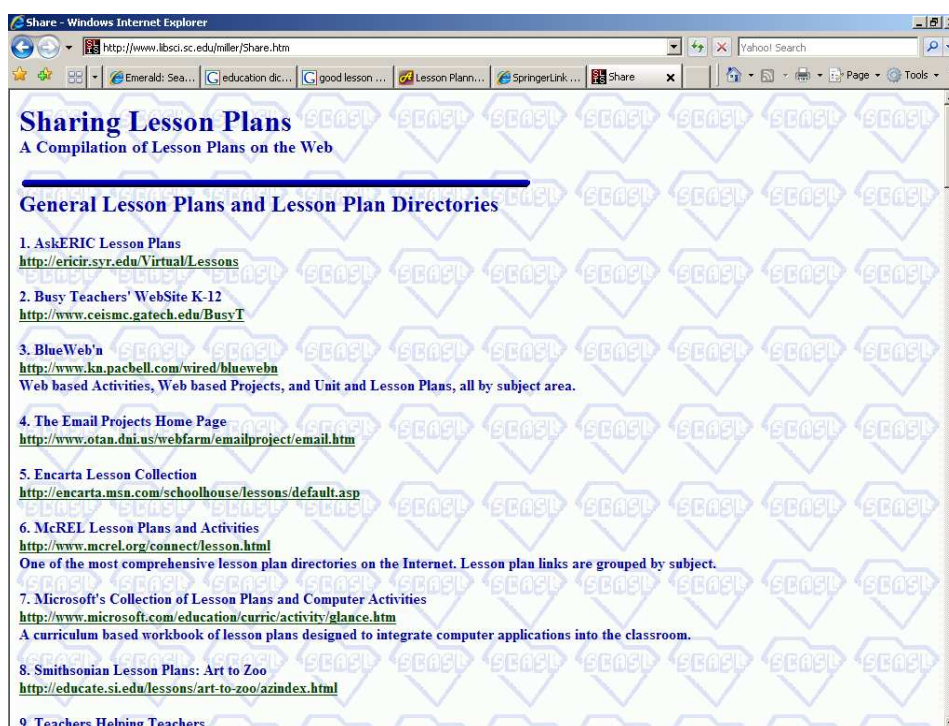 Share - Windows Internet Explorer
http://www.libsci.sc.edu/miller/Share.htm
Yahoo! Search
Emerald: Sea...
education dic...
good lesson ...
Lesson Plann...
SpringerLink ...
Share
Page
Tools
Sharing Lesson Plans
A Compilation of Lesson Plans on the Web
General Lesson Plans and Lesson Plan Directories
1. AskERIC Lesson Plans
http://ericir.syr.edu/Virtual/Lessons
2. Busy Teachers' WebSite K-12
http://www.ceismc.gatech.edu/BusyT
3. BlueWeb'n
http://www.kn.pacbell.com/wired/bluewebn
Web based Activities, Web based Projects, and Unit and Lesson Plans, all by subject area.
4. The Email Projects Home Page
http://www.otan.dni.us/webfarm/emailproject/email.htm
5. Encarta Lesson Collection
http://encarta.msn.com/schoolhouse/lessons/default.asp
6. McREL Lesson Plans and Activities
http://www.mcrel.org/connect/lesson.html
One of the most comprehensive lesson plan directories on the Internet. Lesson plan links are grouped by subject.
7. Microsoft's Collection of Lesson Plans and Computer Activities
http://www.microsoft.com/education/curric/activity/glance.htm
A curriculum based workbook of lesson plans designed to integrate computer applications into the classroom.
8. Smithsonian Lesson Plans: Art to Zoo
http://educate.si.edu/lessons/art-to-zoo/azindex.html
9. Teachers Helping Teachers